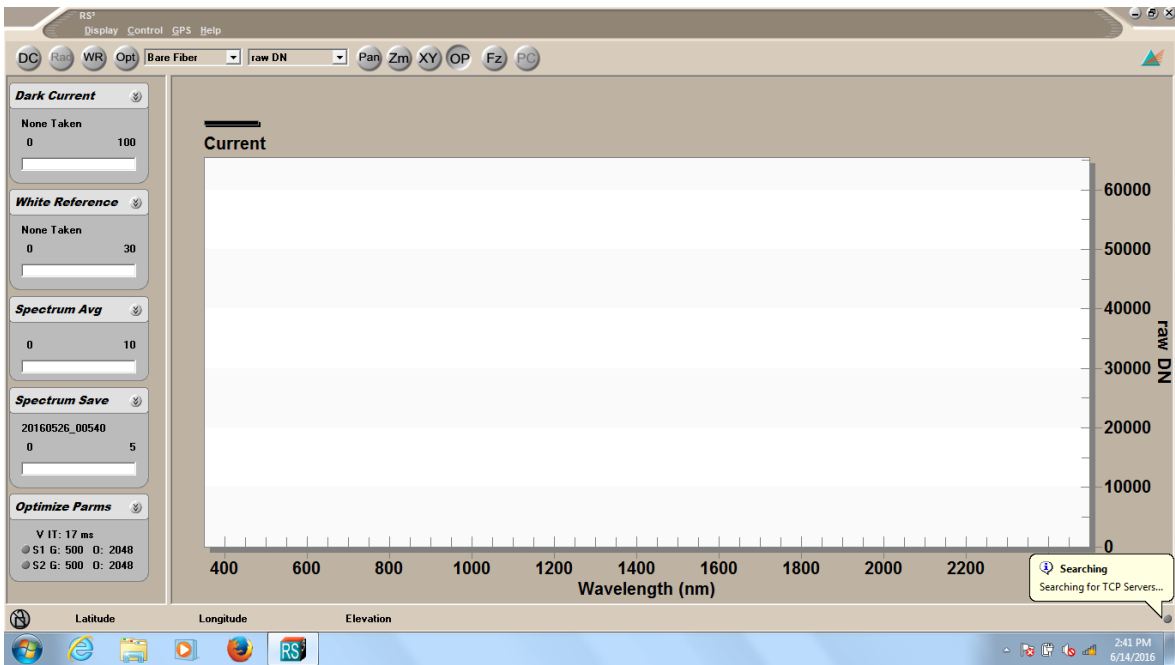 RS³
Display Control GPS Help
DC Rad WR Opt Bare Fiber raw DN Pan Zm XY OP Fz PC
Dark Current
None Taken
0 100
White Reference
None Taken
0 30
Spectrum Avg
0 10
Spectrum Save
20160526_00540
0 5
Optimize Parms
V IT: 17 ms
S1 G: 500 O: 2048
S2 G: 500 O: 2048
Current
60000
50000
40000
30000
20000
10000
0
raw DN
400 600 800 1000 1200 1400 1600 1800 2000 2200
Wavelength (nm)
Searching
Searching for TCP Servers...
Latitude Longitude Elevation
RS³
2:41 PM
6/14/2016